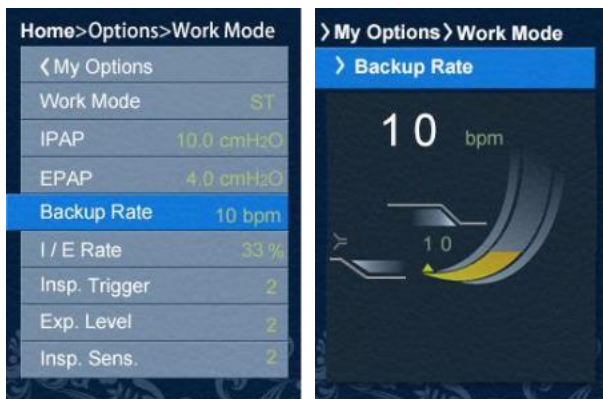 Home>Options>Work Mode
<My Options
Work Mode ST
IPAP 10.0 cmH2O
EPAP 4.0 cmH2O
Backup Rate 10 bpm
I / E Rate 33 %
Insp. Trigger 2
Exp. Level 2
Insp. Sens. 2
>My Options>Work Mode
> Backup Rate
10 bpm
10